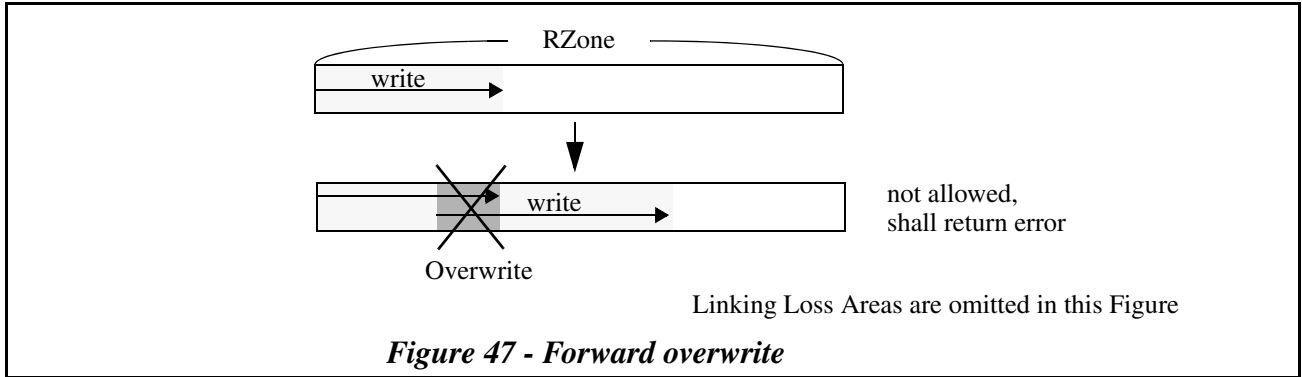 RZone
write
write
not allowed,
shall return error
Overwrite
Linking Loss Areas are omitted in this Figure
Figure 47 - Forward overwrite